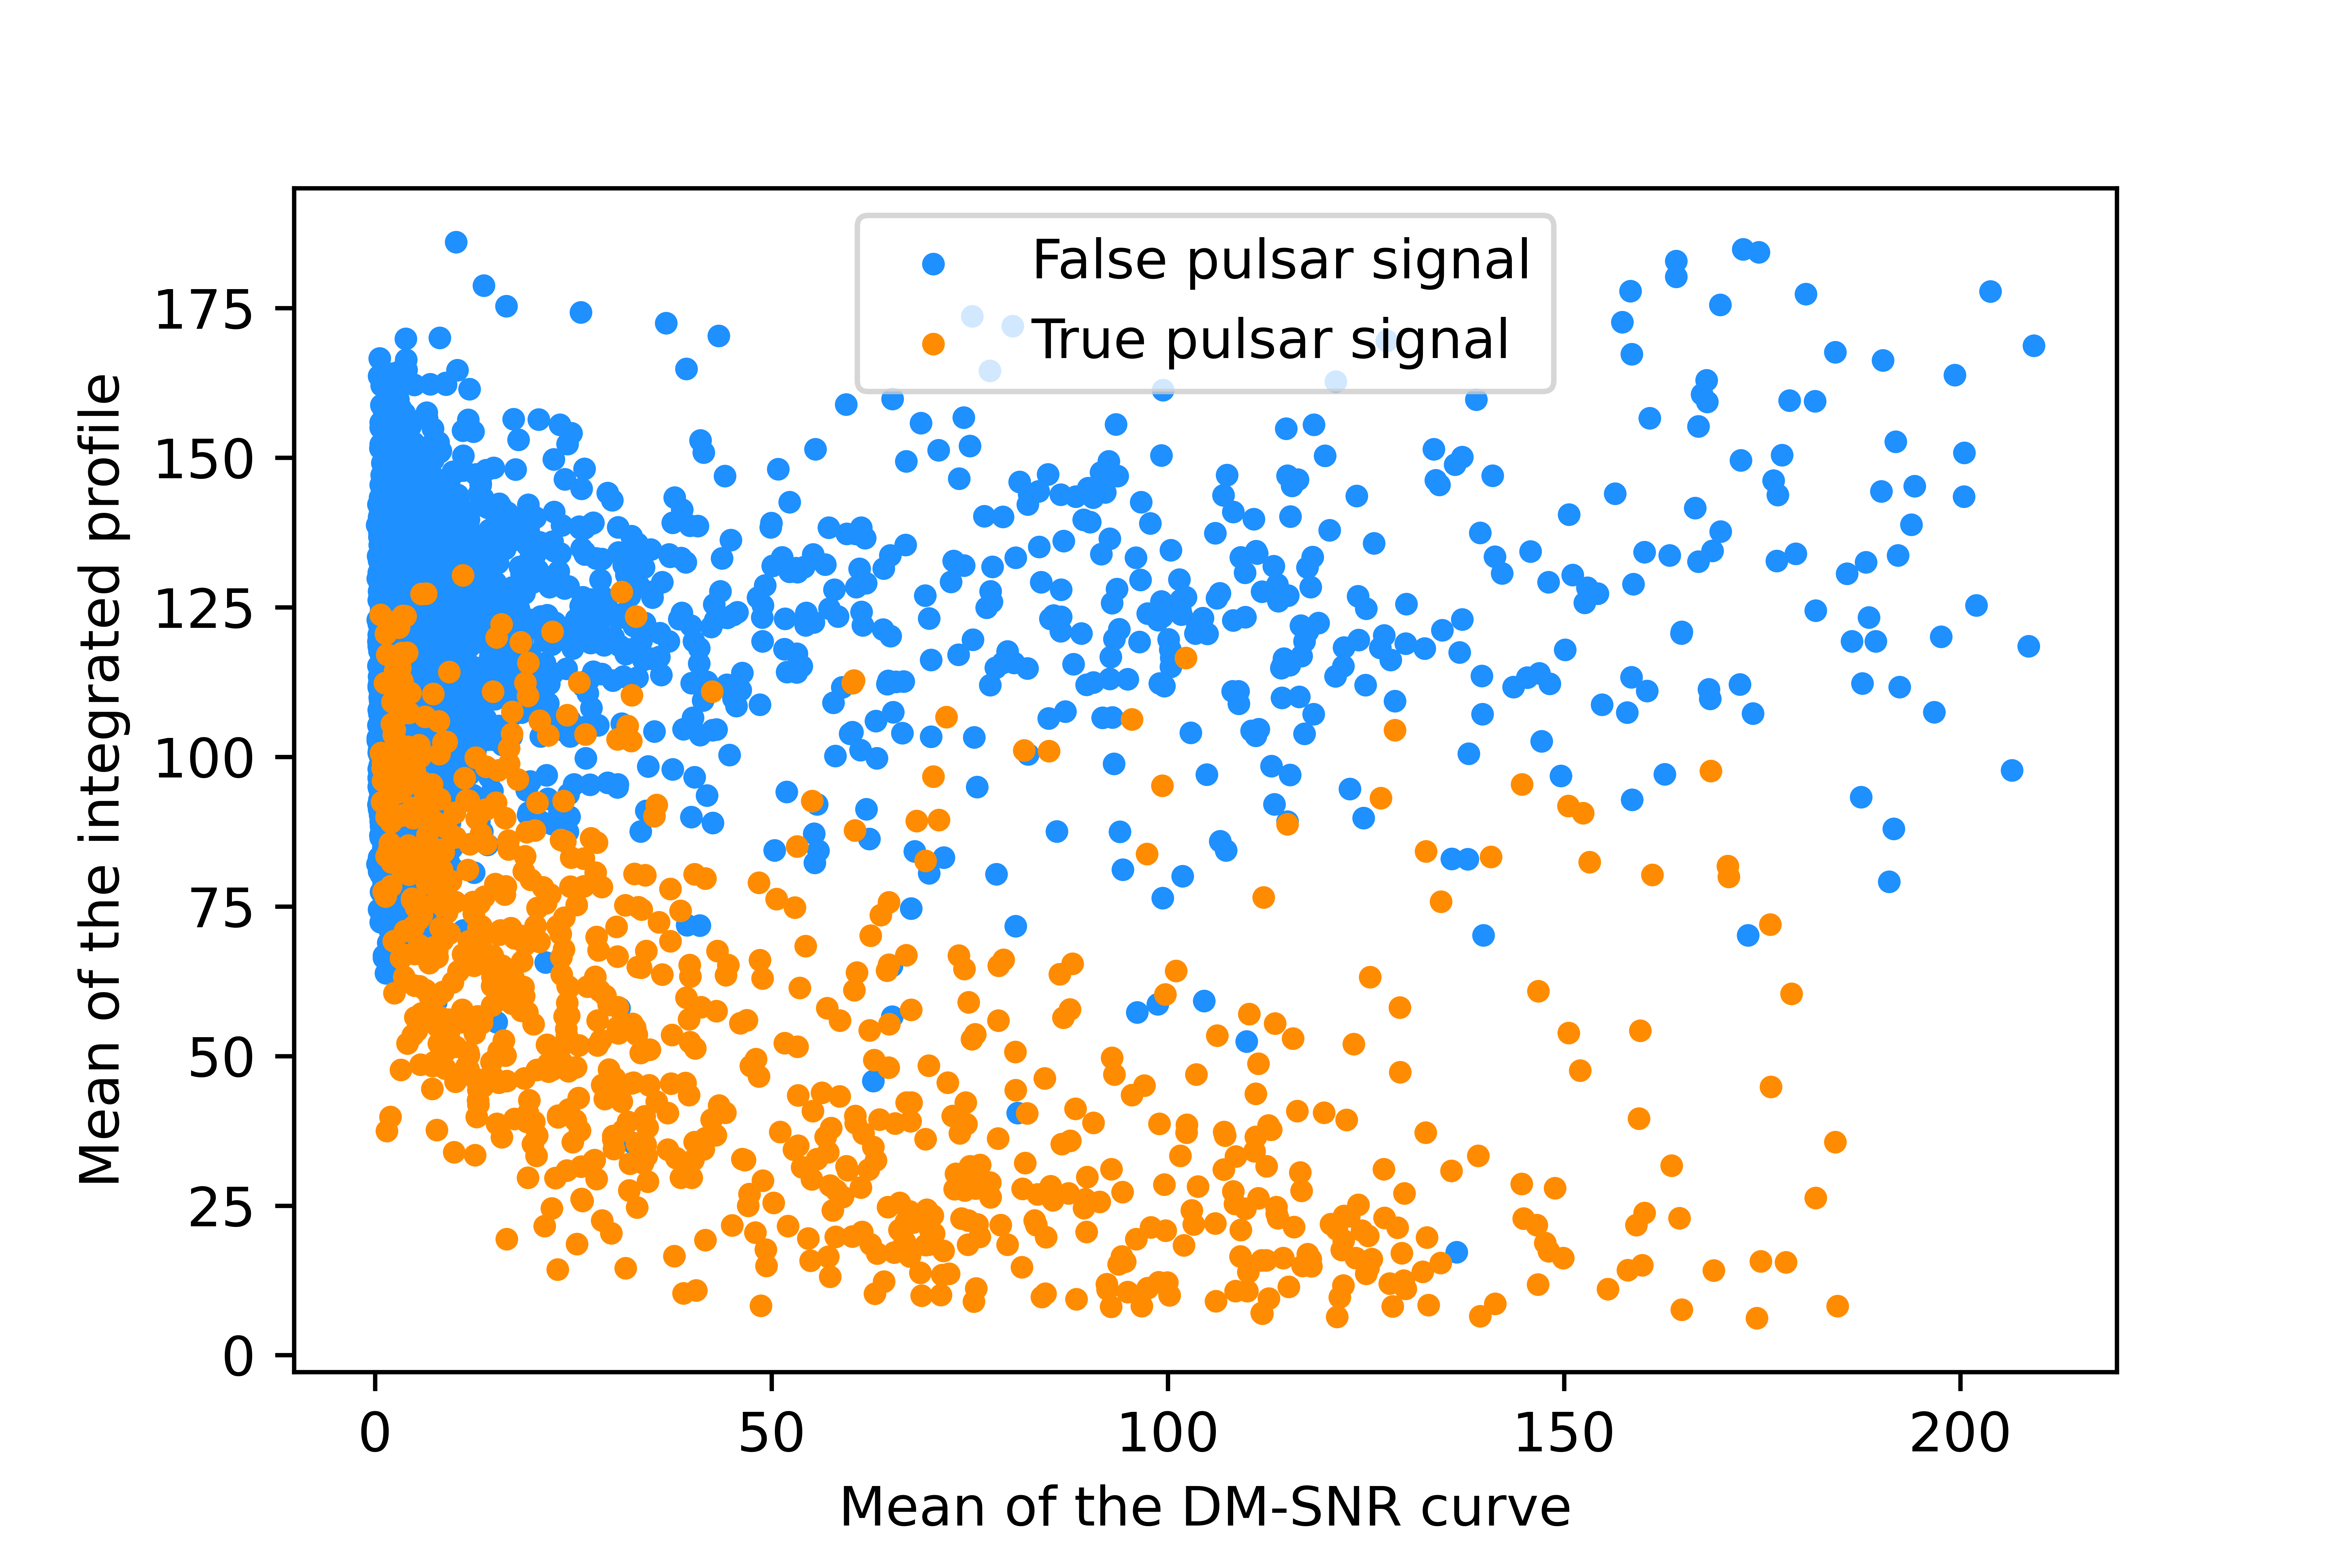 False pulsar signal
True pulsar signal
175
150
125
100
75
50
25
0
Mean of the integrated profile
0 50 100 150 200
Mean of the DM-SNR curve